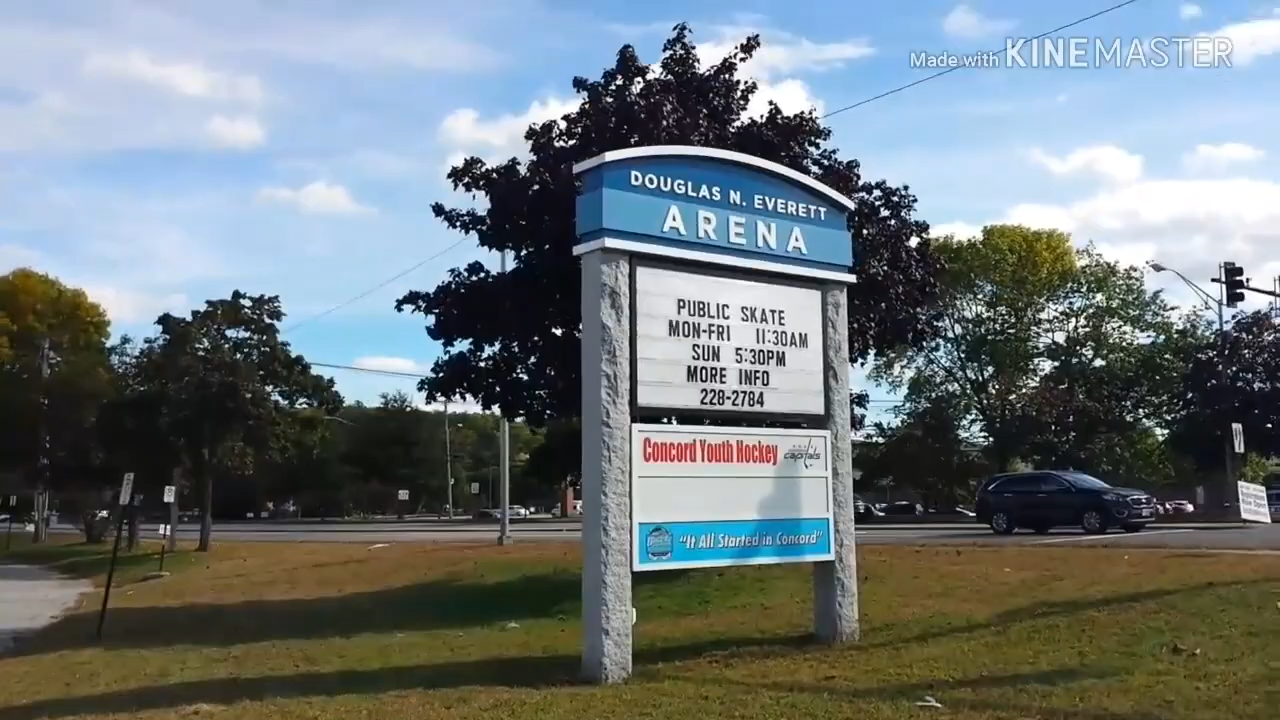 Made with KINEMASTER
DOUGLAS N. EVERETT
ARENA
PUBLIC SKATE
MON-FRI 11:30AM
SUN 5:30PM
MORE INFO
228-2784
Concord Youth Hockey capitals
"It All Started in Concord"